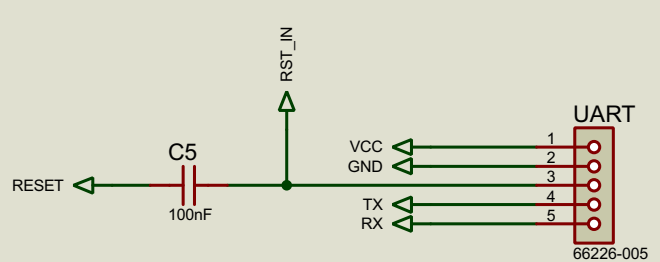 RST_IN
UART
C5
RESET
100nF
VCC
GND
TX
RX
1
2
3
4
5
66226-005